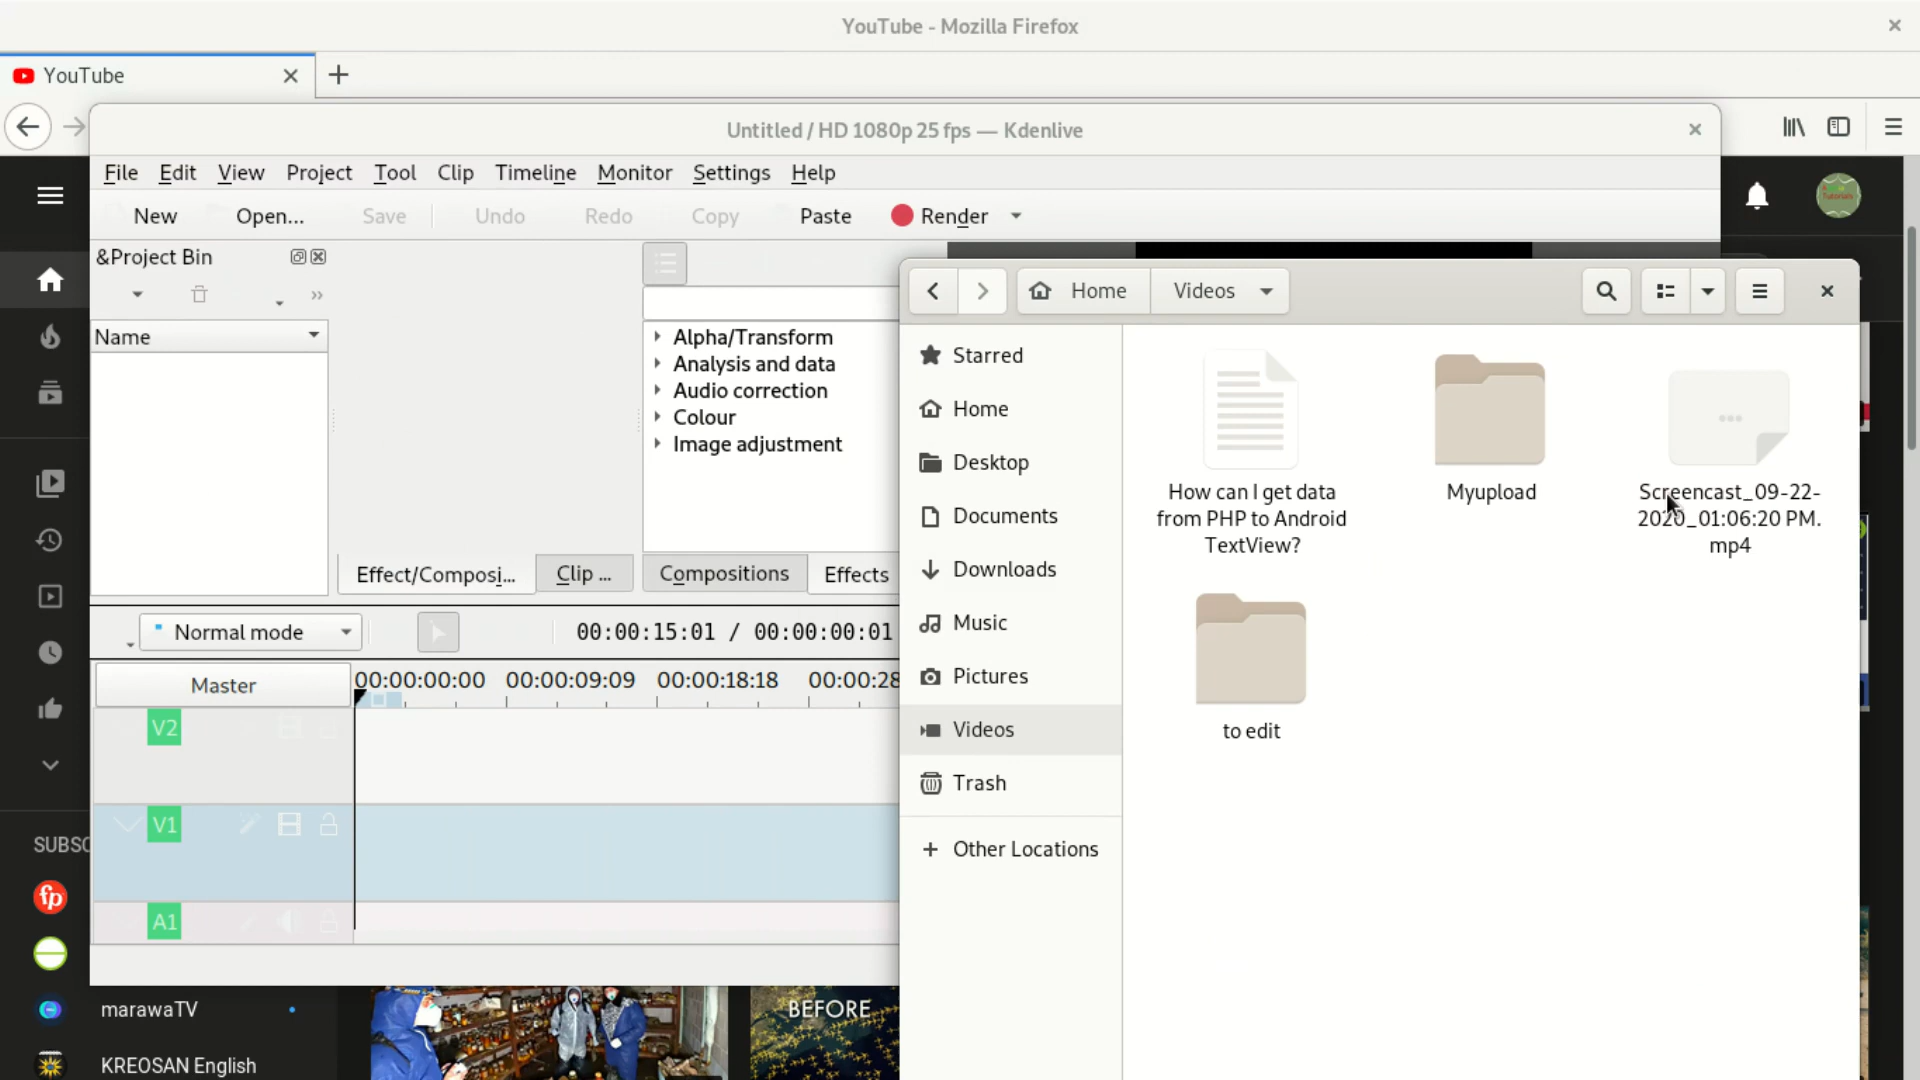 YouTube - Mozilla Firefox
YouTube
Untitled / HD 1080p 25 fps — Kdenlive
File Edit View Project Tool Clip Timeline Monitor Settings Help
New Open... Save Undo Redo Copy Paste Render
&Project Bin
Name
Alpha/Transform
Analysis and data
Audio correction
Colour
Image adjustment
Effect/Composi... Clip ... Compositions Effects
Normal mode 00:00:15:01 / 00:00:00:01
Master 00:00:00:00 00:00:09:09 00:00:18:18 00:00:28
V2
V1
A1
Home Videos
Starred
Home
Desktop
Documents
Downloads
Music
Pictures
Videos
Trash
Other Locations
How can I get data
from PHP to Android
TextView?
Myupload
Screencast_09-22-
2020_01:06:20 PM.
mp4
to edit
SUBSC
fp
marawaTV
KREOSAN English
BEFORE